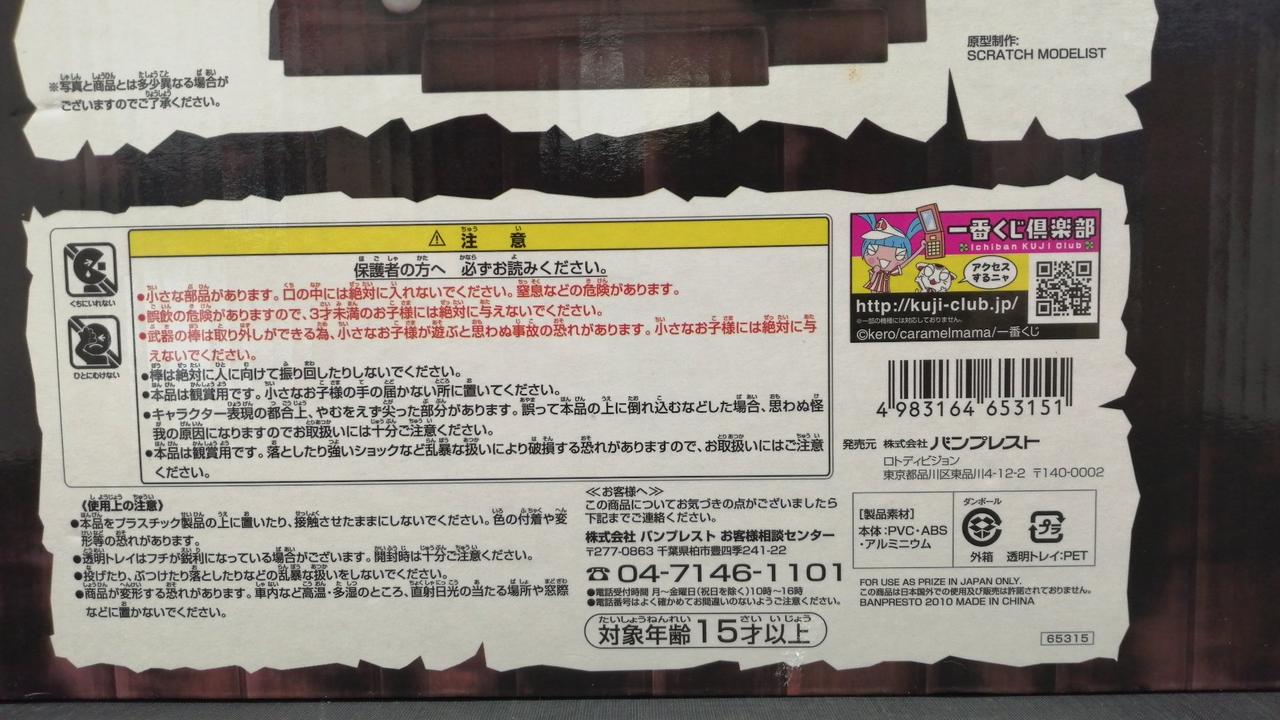 ※写真と商品とは多少異なる場合が
ございますのでご了承ください。
原型制作:
SCRATCH MODELIST
くちにいれない
ひとにむけない
⚠ 注意
保護者の方へ 必ずお読みください。
●小さな部品があります。口の中には絶対に入れないでください。窒息などの危険があります。
●誤飲の危険がありますので、3才未満のお子様には絶対に与えないでください。
●武器の棒は取り外しができる為、小さなお子様が遊ぶと思わぬ事故の恐れがあります。小さなお子様には絶対に与
えないでください。
●棒は絶対に人に向けて振り回したりしないでください。
●本品は観賞用です。小さなお子様の手の届かない所に置いてください。
●キャラクター表現の都合上、やむをえず尖った部分があります。誤って本品の上に倒れ込むなどした場合、思わぬ怪
我の原因になりますのでお取扱いには十分ご注意ください。
●本品は観賞用です。落としたり強いショックなど乱暴な扱いにより破損する恐れがありますので、お取扱いにはご注意
ください。
一番くじ倶楽部
Ichiban KUJI Club
アクセス
するニャ
http://kuji-club.jp/
※一部の機種には対応しておりません。
©kero/caramelmama/一番くじ
4 983164 653151
発売元 株式会社 バンプレスト
ロトディビジョン
東京都品川区東品川4-12-2 〒140-0002
《使用上の注意》
●本品をプラスチック製品の上に置いたり、接触させたままにしないでください。色の付着や変
形等の恐れがあります。
●透明トレイはフチが鋭利になっている場合がございます。開封時は十分ご注意ください。
●投げたり、ぶつけたり落としたりなどの乱暴な扱いをしないでください。
●商品が変形する恐れがあります。車内など高温・多湿のところ、直射日光の当たる場所や窓際
などに置かないでください。
≪お客様へ≫
この商品についてお気づきの点がございましたら
下記までご連絡ください。
株式会社 バンプレスト お客様相談センター
〒277-0863 千葉県柏市豊四季241-22
☎ 04-7146-1101
●電話受付時間 月〜金曜日(祝日を除く)10時〜16時
●電話番号はよく確かめてお間違いのないようご注意ください。
対象年齢15才以上
[製品素材]
本体:PVC・ABS
・アルミニウム
ダンボール
外箱
プラ
透明トレイ:PET
FOR USE AS PRIZE IN JAPAN ONLY.
この商品は日本国外での使用及び販売は許諾されておりません。
BANPRESTO 2010 MADE IN CHINA
65315